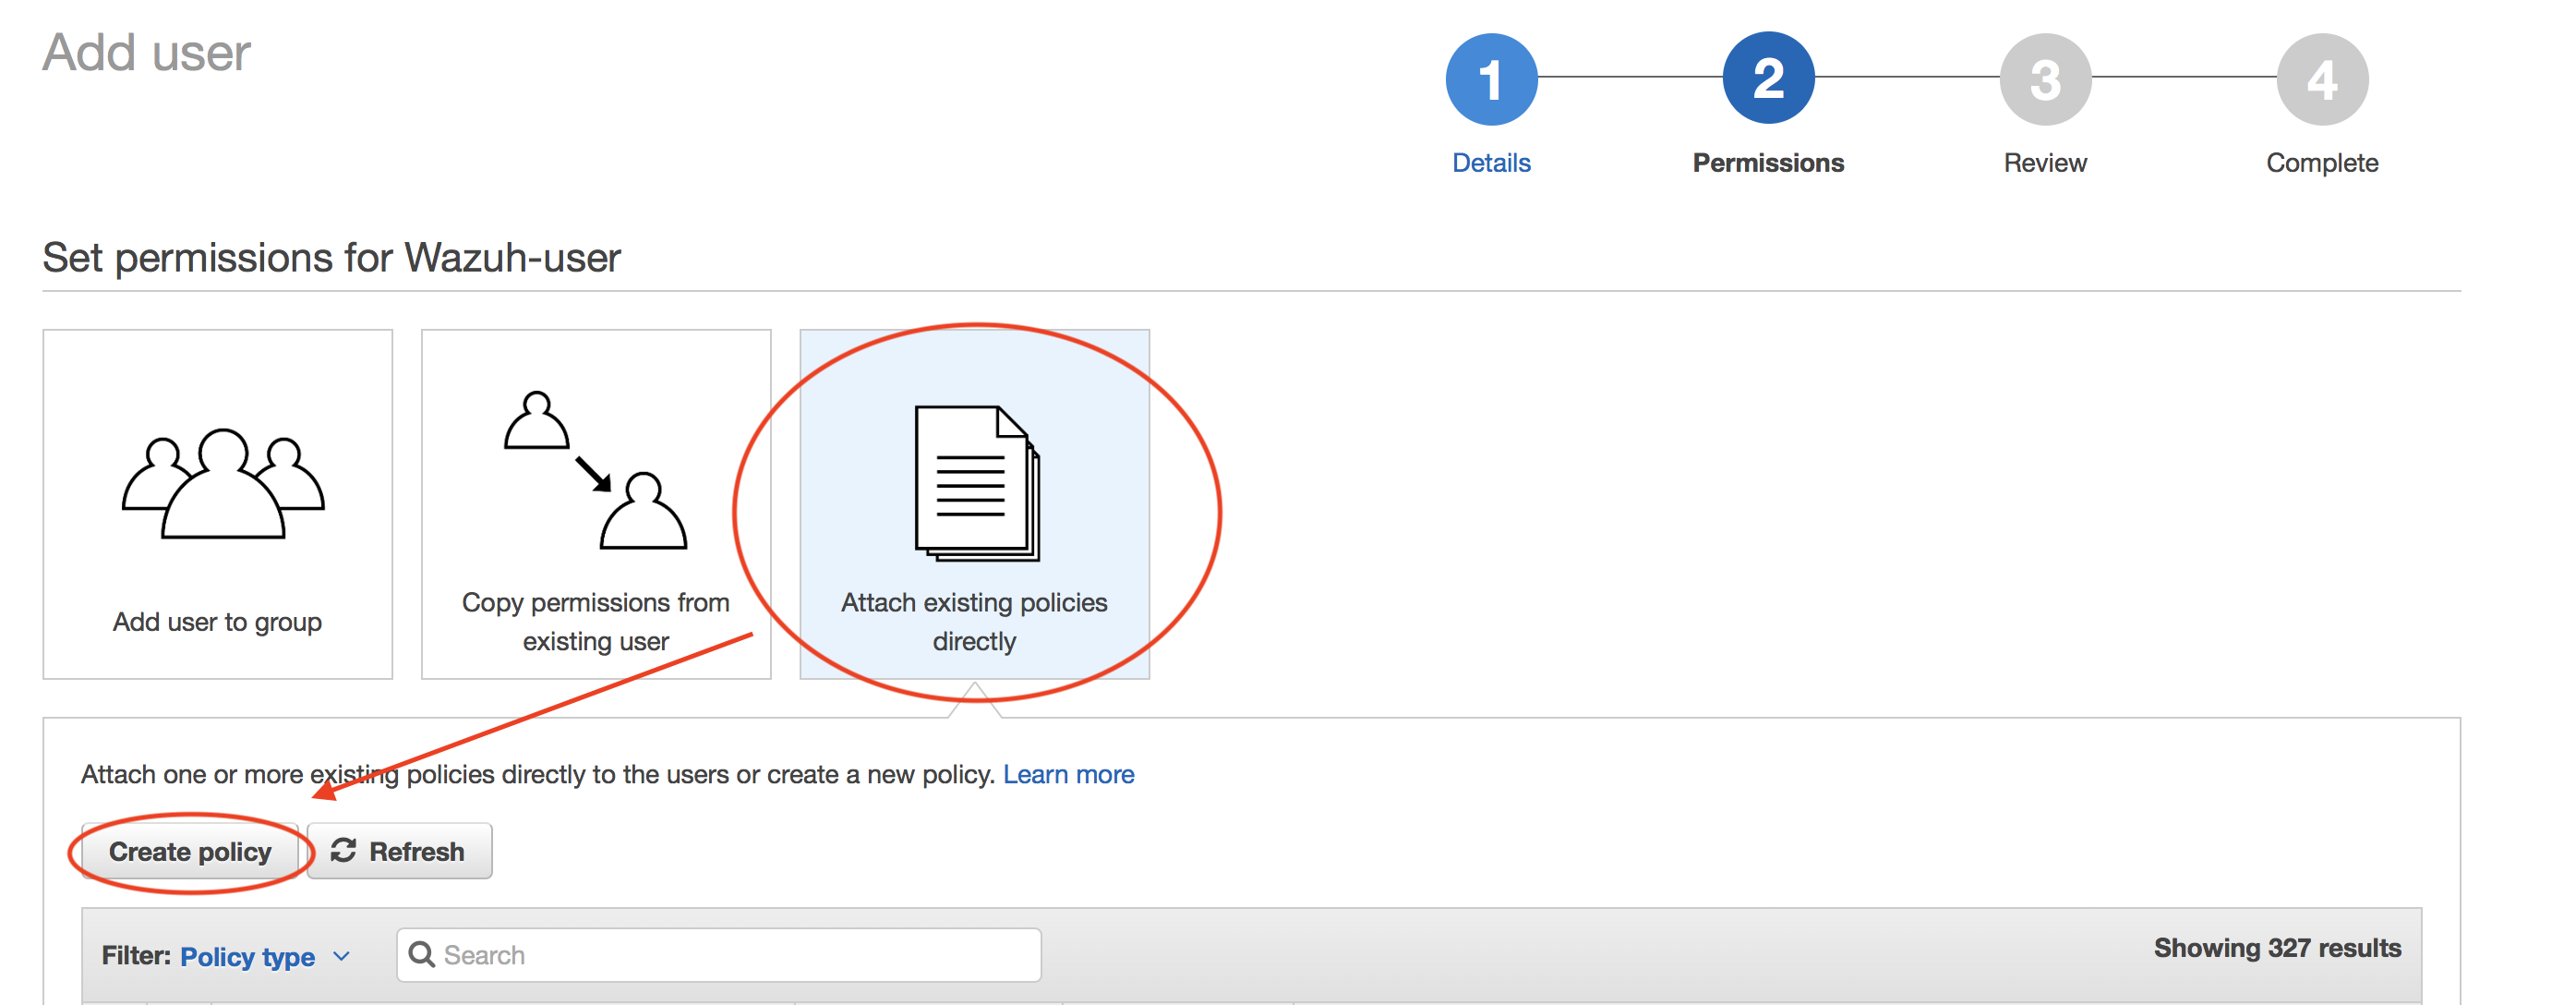 Add user
1
2
3
4
Details
Permissions
Review
Complete
Set permissions for Wazuh-user
Add user to group
Copy permissions from
existing user
Attach existing policies
directly
Attach one or more existing policies directly to the users or create a new policy. Learn more
Create policy
Refresh
Filter: Policy type
Search
Showing 327 results